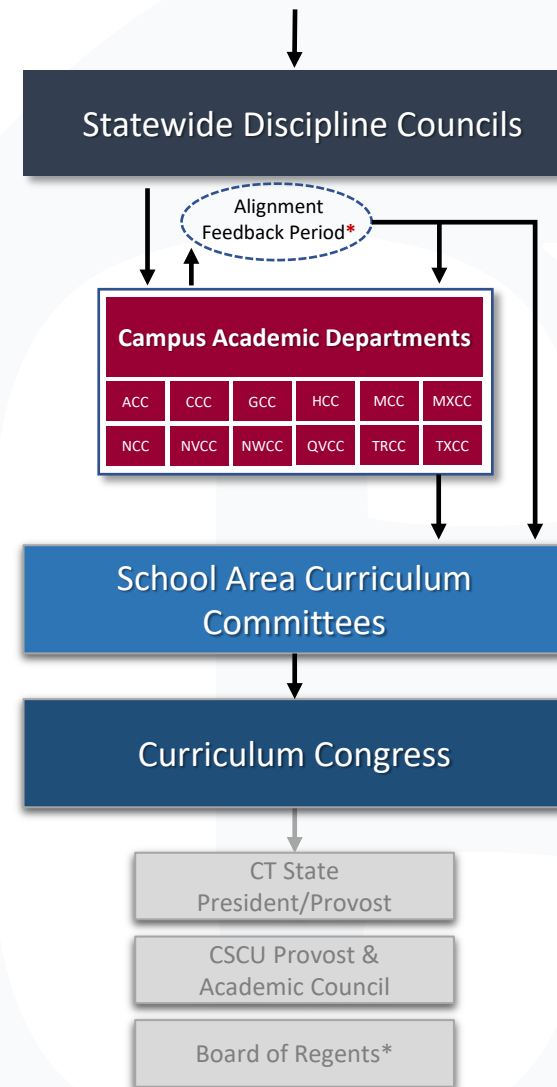 Statewide Discipline Councils
Alignment
Feedback Period*
Campus Academic Departments
ACC CCC GCC HCC MCC MXCC
NCC NVCC NWCC QVCC TRCC TXCC
School Area Curriculum
Committees
Curriculum Congress
CT State
President/Provost
CSCU Provost &
Academic Council
Board of Regents*